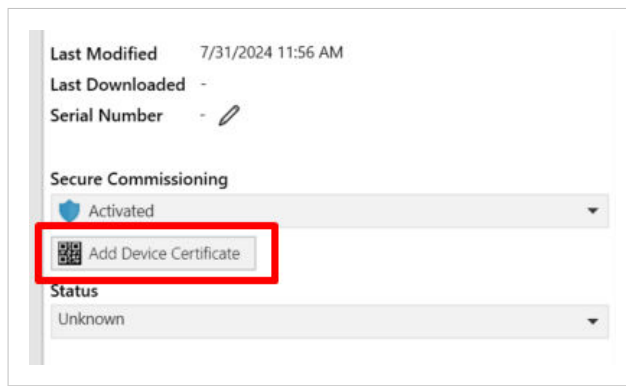 Last Modified 7/31/2024 11:56 AM
Last Downloaded -
Serial Number -
Secure Commissioning
Activated
Add Device Certificate
Status
Unknown